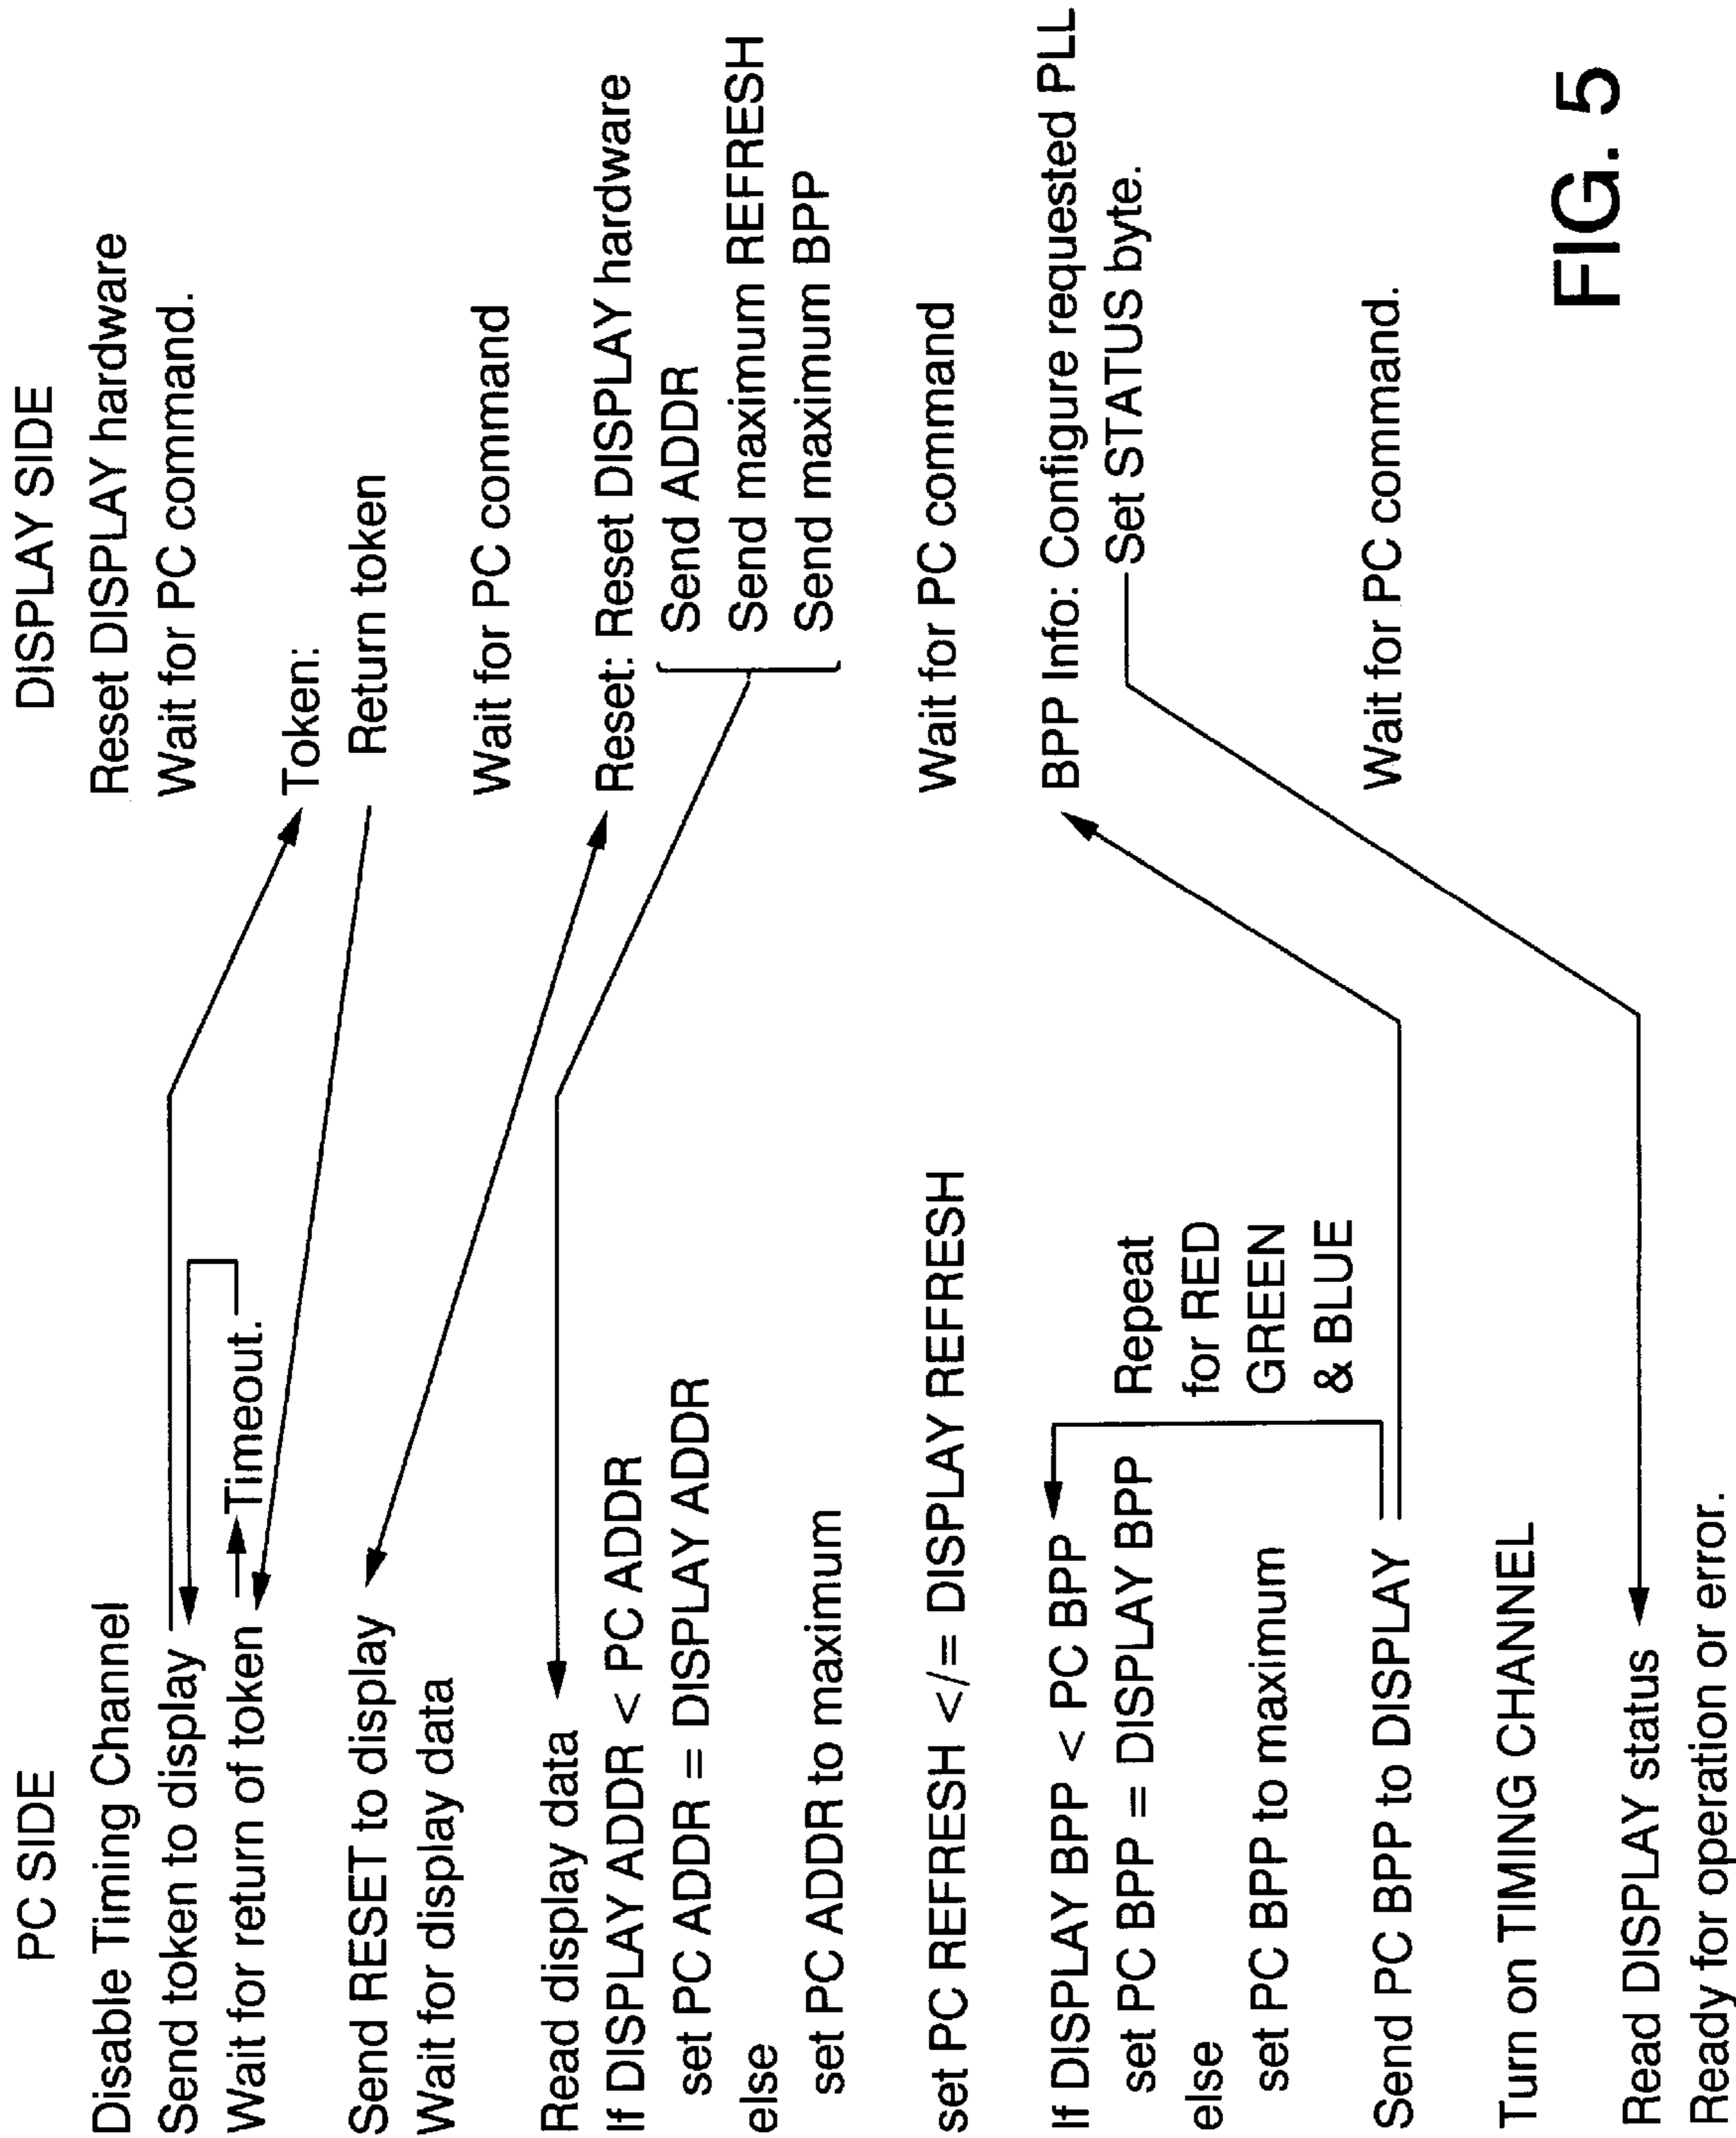 PC SIDE
Disable Timing Channel
Send token to display
Wait for return of token
Timeout.
Send RESET to display
Wait for display data
Read display data
If DISPLAY ADDR < PC ADDR
set PC ADDR = DISPLAY ADDR
else
set PC ADDR to maximum
set PC REFRESH </= DISPLAY REFRESH
If DISPLAY BPP < PC BPP
set PC BPP = DISPLAY BPP
else
set PC BPP to maximum
Repeat
for RED
GREEN
& BLUE
Send PC BPP to DISPLAY
Turn on TIMING CHANNEL
Read DISPLAY status
Ready for operation or error.
DISPLAY SIDE
Reset DISPLAY hardware
Wait for PC command.
Token:
Return token
Wait for PC command
Reset: Reset DISPLAY hardware
Send ADDR
Send maximum REFRESH
Send maximum BPP
Wait for PC command
BPP Info: Configure requested PLL
Set STATUS byte.
Wait for PC command.
FIG. 5